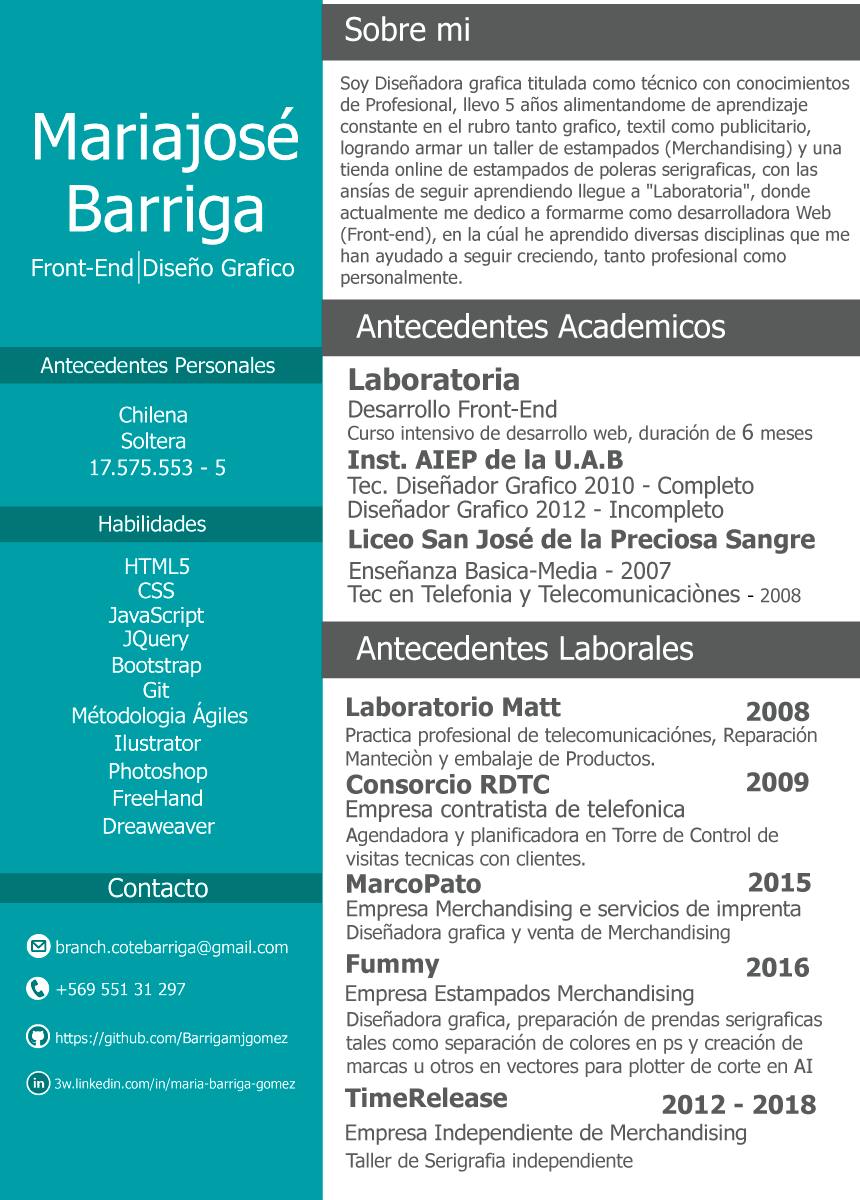 Mariajosé
Barriga
Front-End|Diseño Grafico
Antecedentes Personales
Chilena
Soltera
17.575.553 - 5
Habilidades
HTML5
CSS
JavaScript
JQuery
Bootstrap
Git
Métodologia Ágiles
Ilustrator
Photoshop
FreeHand
Dreaweaver
Contacto
branch.cotebarriga@gmail.com
+569 551 31 297
https://github.com/Barrigamjgomez
in 3w.linkedin.com/in/maria-barriga-gomez
Sobre mi
Soy Diseñadora grafica titulada como técnico con conocimientos
de Profesional, llevo 5 años alimentandome de aprendizaje
constante en el rubro tanto grafico, textil como publicitario,
logrando armar un taller de estampados (Merchandising) y una
tienda online de estampados de poleras serigraficas, con las
ansías de seguir aprendiendo llegue a "Laboratoria", donde
actualmente me dedico a formarme como desarrolladora Web
(Front-end), en la cúal he aprendido diversas disciplinas que me
han ayudado a seguir creciendo, tanto profesional como
personalmente.
Antecedentes Academicos
Laboratoria
Desarrollo Front-End
Curso intensivo de desarrollo web, duración de 6 meses
Inst. AIEP de la U.A.B
Tec. Diseñador Grafico 2010 - Completo
Diseñador Grafico 2012 - Incompleto
Liceo San José de la Preciosa Sangre
Enseñanza Basica-Media - 2007
Tec en Telefonia y Telecomunicaciònes - 2008
Antecedentes Laborales
Laboratorio Matt 2008
Practica profesional de telecomunicaciónes, Reparación
Manteciòn y embalaje de Productos.
Consorcio RDTC 2009
Empresa contratista de telefonica
Agendadora y planificadora en Torre de Control de
visitas tecnicas con clientes.
MarcoPato 2015
Empresa Merchandising e servicios de imprenta
Diseñadora grafica y venta de Merchandising
Fummy 2016
Empresa Estampados Merchandising
Diseñadora grafica, preparación de prendas serigraficas
tales como separación de colores en ps y creación de
marcas u otros en vectores para plotter de corte en AI
TimeRelease 2012 - 2018
Empresa Independiente de Merchandising
Taller de Serigrafia independiente